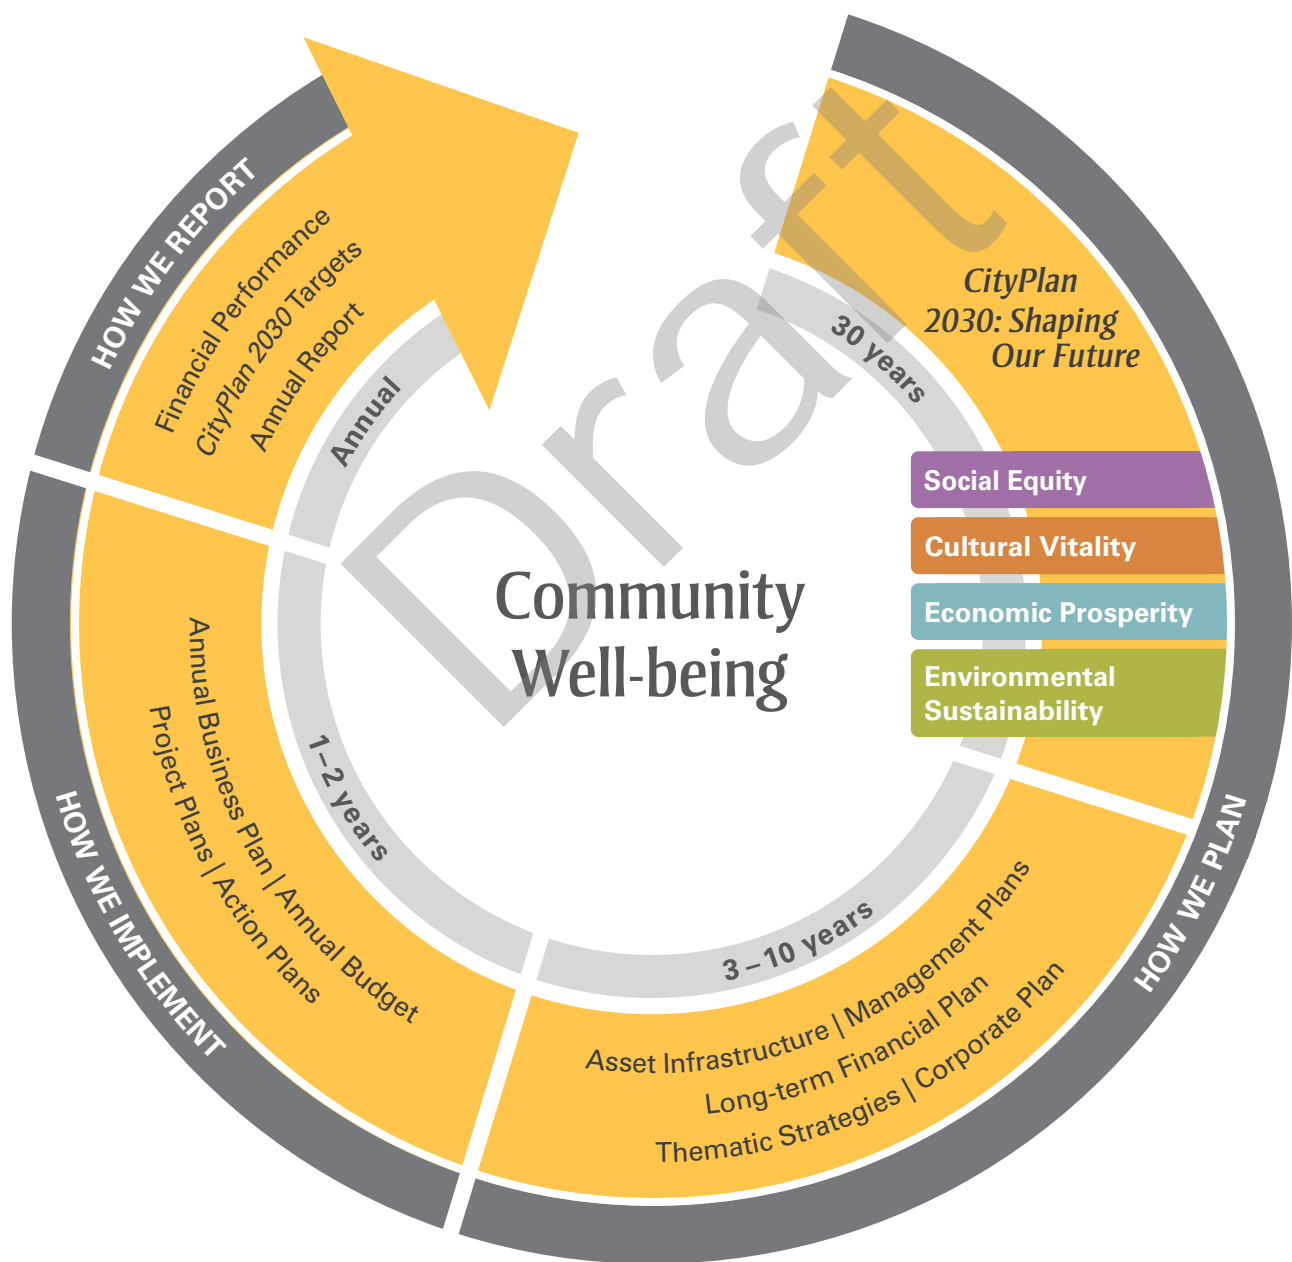 Community
Well-being
Draft
HOW WE PLAN
30 years
CityPlan
2030: Shaping
Our Future
Social Equity
Cultural Vitality
Economic Prosperity
Environmental
Sustainability
3–10 years
Asset Infrastructure | Management Plans
Long-term Financial Plan
Thematic Strategies | Corporate Plan
HOW WE IMPLEMENT
1–2 years
Annual Business Plan | Annual Budget
Project Plans | Action Plans
HOW WE REPORT
Annual
Financial Performance
CityPlan 2030 Targets
Annual Report